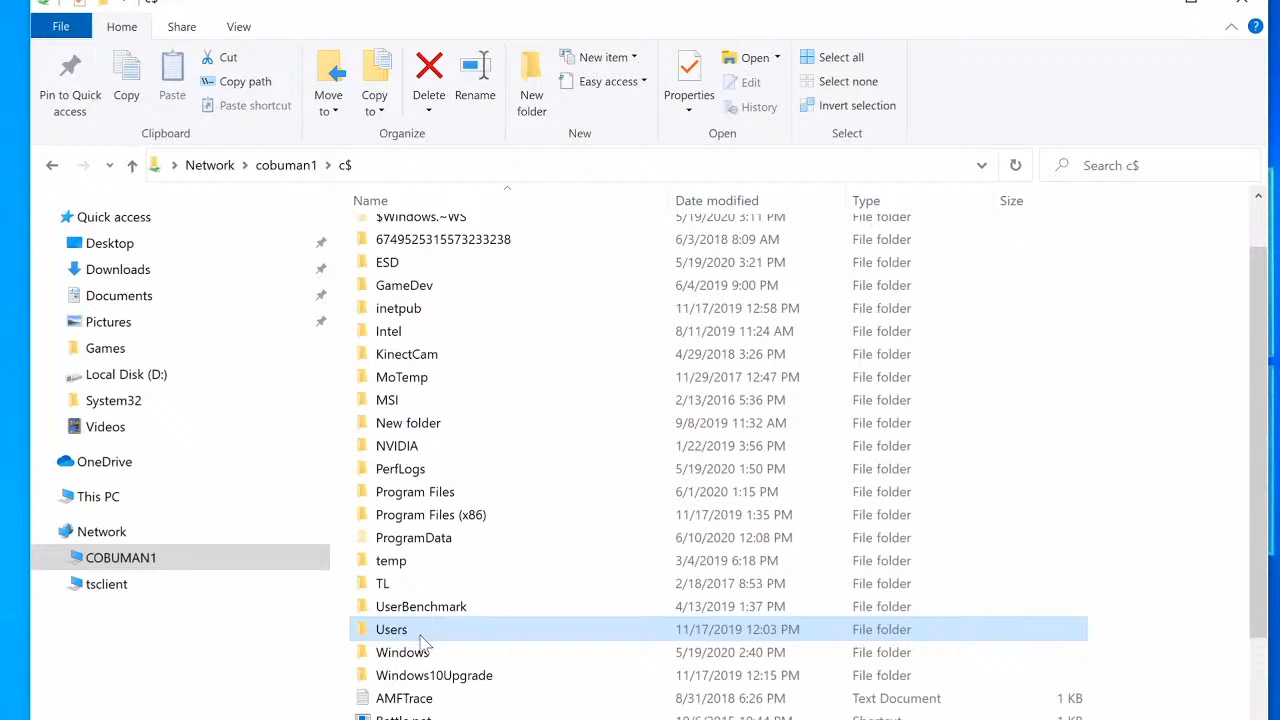 c$
File Home Share View
Pin to Quick access
Copy
Paste
Cut
Copy path
Paste shortcut
Clipboard
Move to
Copy to
Delete
Rename
Organize
New folder
New item
Easy access
New
Properties
Open
Edit
History
Open
Select all
Select none
Invert selection
Select
Network cobuman1 c$
Search c$
Quick access
Desktop
Downloads
Documents
Pictures
Games
Local Disk (D:)
System32
Videos
OneDrive
This PC
Network
COBUMAN1
tsclient
Name Date modified Type Size
$Windows.~WS 5/19/2020 3:11 PM File folder
6749525315573233238 6/3/2018 8:09 AM File folder
ESD 5/19/2020 3:21 PM File folder
GameDev 6/4/2019 9:00 PM File folder
inetpub 11/17/2019 12:58 PM File folder
Intel 8/11/2019 11:24 AM File folder
KinectCam 4/29/2018 3:26 PM File folder
MoTemp 11/29/2017 12:47 PM File folder
MSI 2/13/2016 5:36 PM File folder
New folder 9/8/2019 11:32 AM File folder
NVIDIA 1/22/2019 3:56 PM File folder
PerfLogs 5/19/2020 1:50 PM File folder
Program Files 6/1/2020 1:15 PM File folder
Program Files (x86) 11/17/2019 1:35 PM File folder
ProgramData 6/10/2020 12:08 PM File folder
temp 3/4/2019 6:18 PM File folder
TL 2/18/2017 8:53 PM File folder
UserBenchmark 4/13/2019 1:37 PM File folder
Users 11/17/2019 12:03 PM File folder
Windows 5/19/2020 2:40 PM File folder
Windows10Upgrade 11/17/2019 12:15 PM File folder
AMFTrace 8/31/2018 6:26 PM Text Document 1 KB
Battle.net 10/6/2015 10:44 PM Shortcut 1 KB